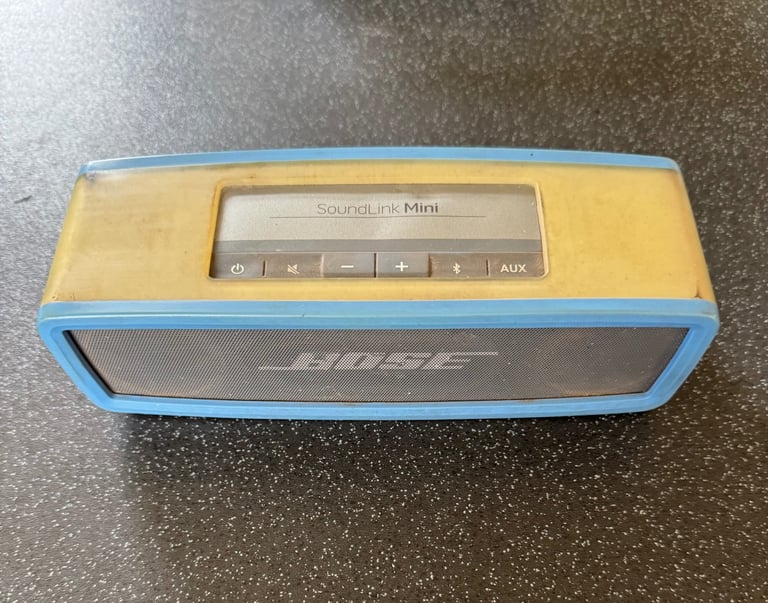 SoundLink Mini
− + AUX
BOSE